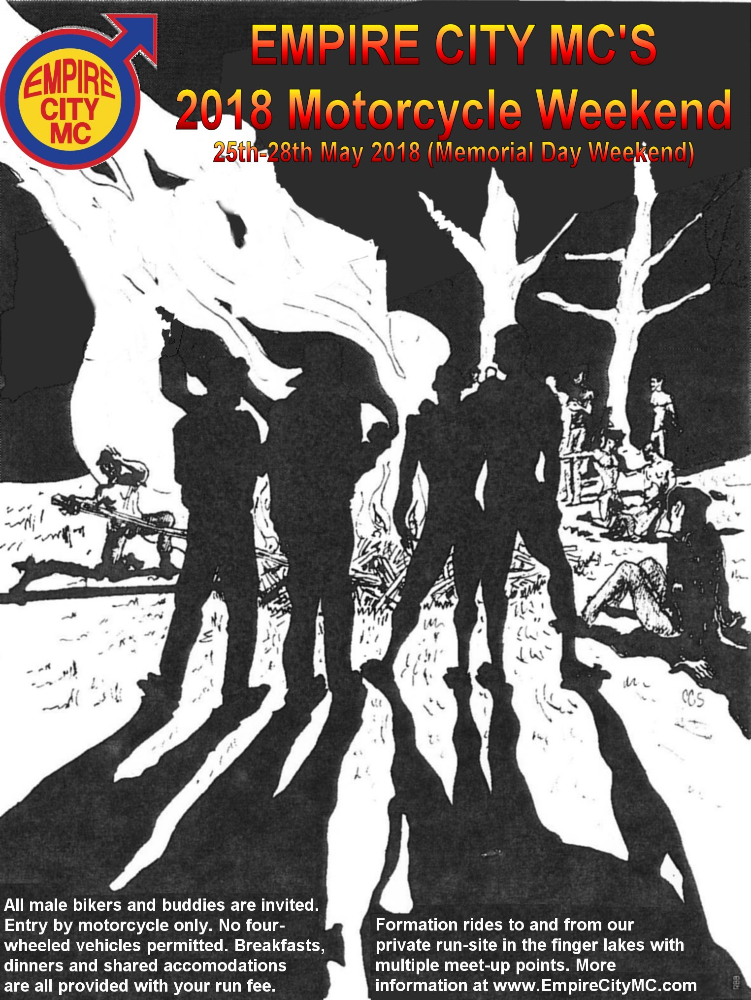 EMPIRE
CITY
MC
EMPIRE CITY MC'S
2018 Motorcycle Weekend
25th-28th May 2018 (Memorial Day Weekend)
CCS
All male bikers and buddies are invited.
Entry by motorcycle only. No four-
wheeled vehicles permitted. Breakfasts,
dinners and shared accomodations
are all provided with your run fee.
Formation rides to and from our
private run-site in the finger lakes with
multiple meet-up points. More
information at www.EmpireCityMC.com